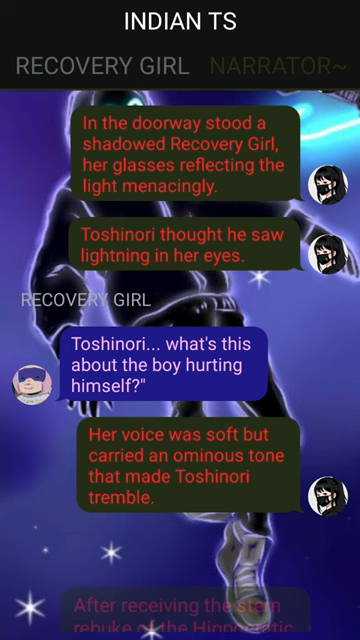 INDIAN TS
RECOVERY GIRL NARRATOR~
In the doorway stood a
shadowed Recovery Girl,
her glasses reflecting the
light menacingly.
Toshinori thought he saw
lightning in her eyes.
RECOVERY GIRL
Toshinori... what's this
about the boy hurting
himself?"
Her voice was soft but
carried an ominous tone
that made Toshinori
tremble.
After receiving the stern
rebuke of the Hippocratic